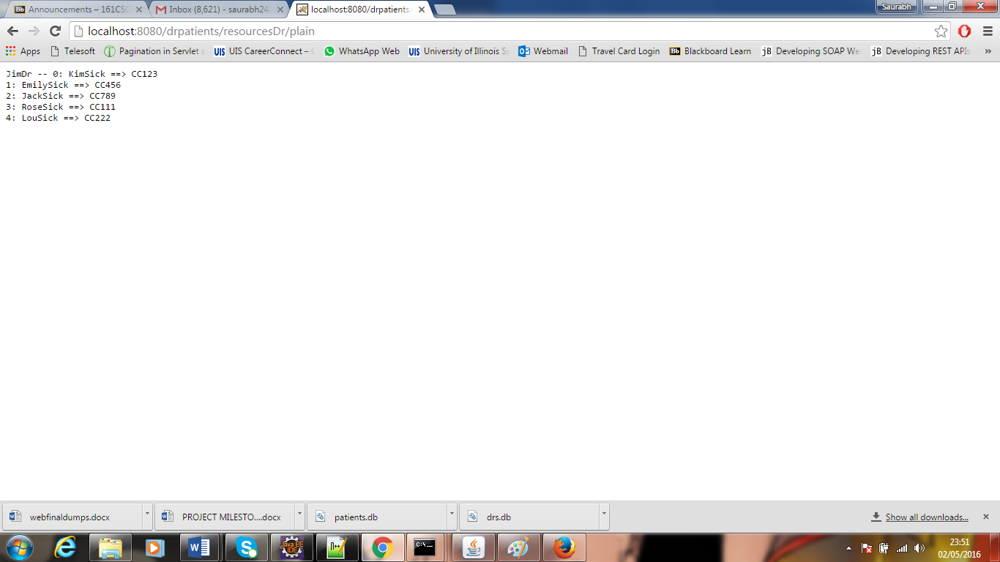 Announcements – 161CSC
Inbox (8,621) - saurabh24
localhost:8080/drpatients/
Saurabh
localhost:8080/drpatients/resourcesDr/plain
Apps
Telesoft
Pagination in Servlet a
UIS CareerConnect –
WhatsApp Web
University of Illinois Sp
Webmail
Travel Card Login
Blackboard Learn
Developing SOAP We
Developing REST APIs
JimDr -- 0: KimSick ==> CC123
1: EmilySick ==> CC456
2: JackSick ==> CC789
3: RoseSick ==> CC111
4: LouSick ==> CC222
webfinaldumps.docx
PROJECT MILESTO....docx
patients.db
drs.db
Show all downloads...
Java EE
IDE
23:51
02/05/2016